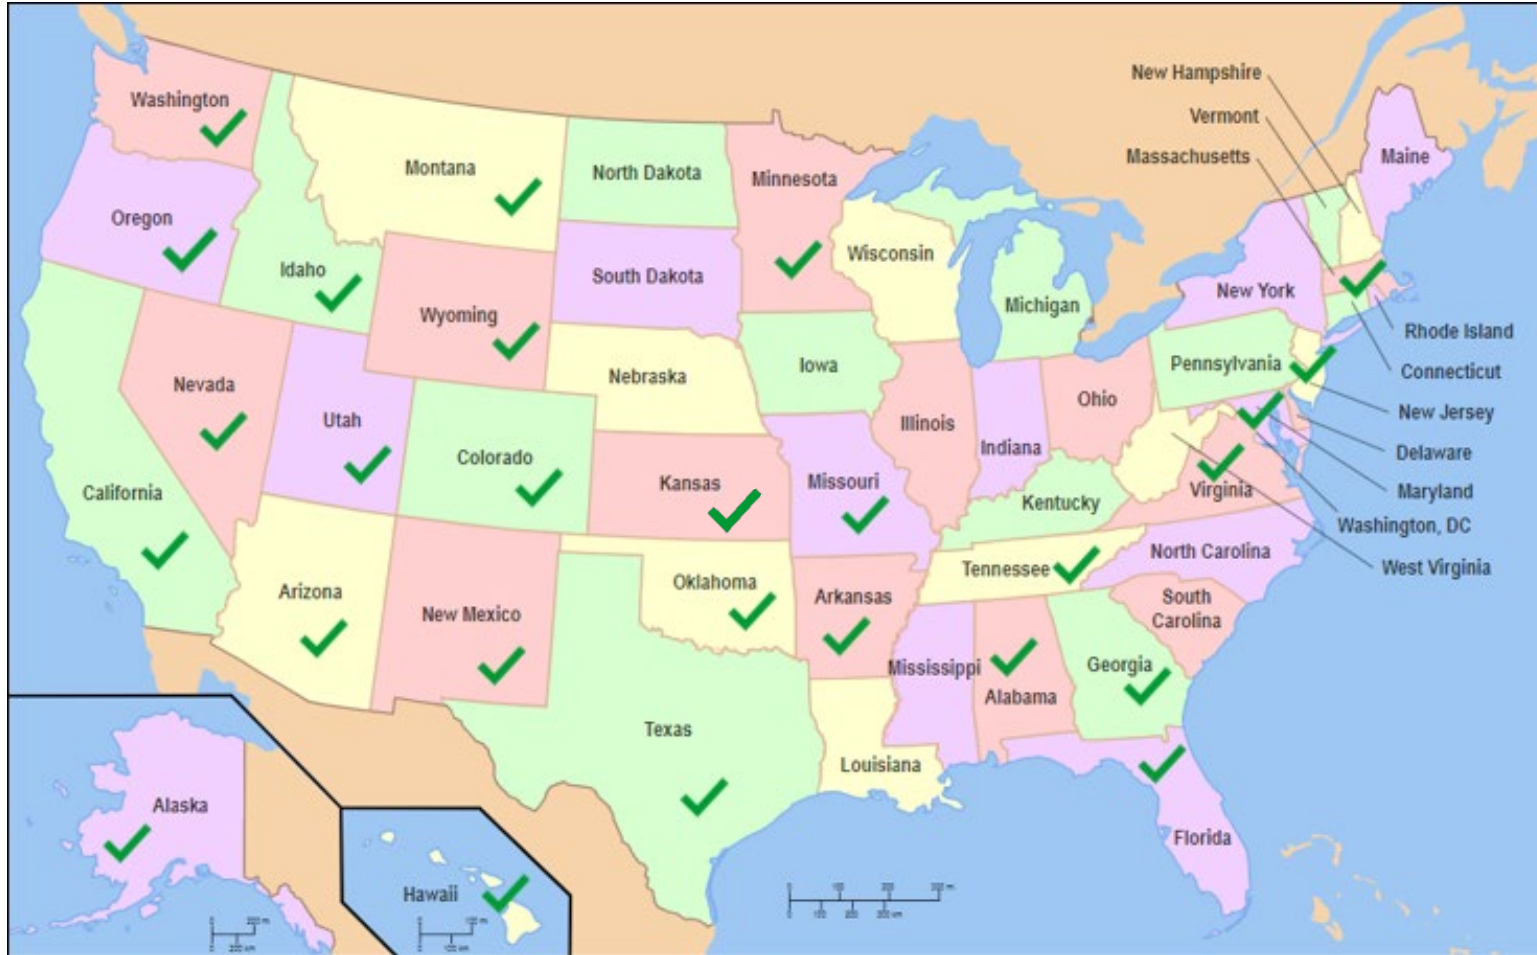 New Hampshire
Washington
Vermont
Massachusetts
Maine
Montana
North Dakota
Minnesota
Oregon
Wisconsin
Idaho
South Dakota
New York
Michigan
Wyoming
Rhode Island
Pennsylvania
Iowa
Connecticut
Nebraska
Nevada
Ohio
New Jersey
Utah
Illinois
Indiana
Delaware
Colorado
Kansas
Missouri
Maryland
California
Virginia
Kentucky
Washington, DC
North Carolina
West Virginia
Tennessee
Oklahoma
Arizona
Arkansas
South
Carolina
New Mexico
Mississippi
Georgia
Alabama
Texas
Louisiana
Alaska
Florida
Hawaii